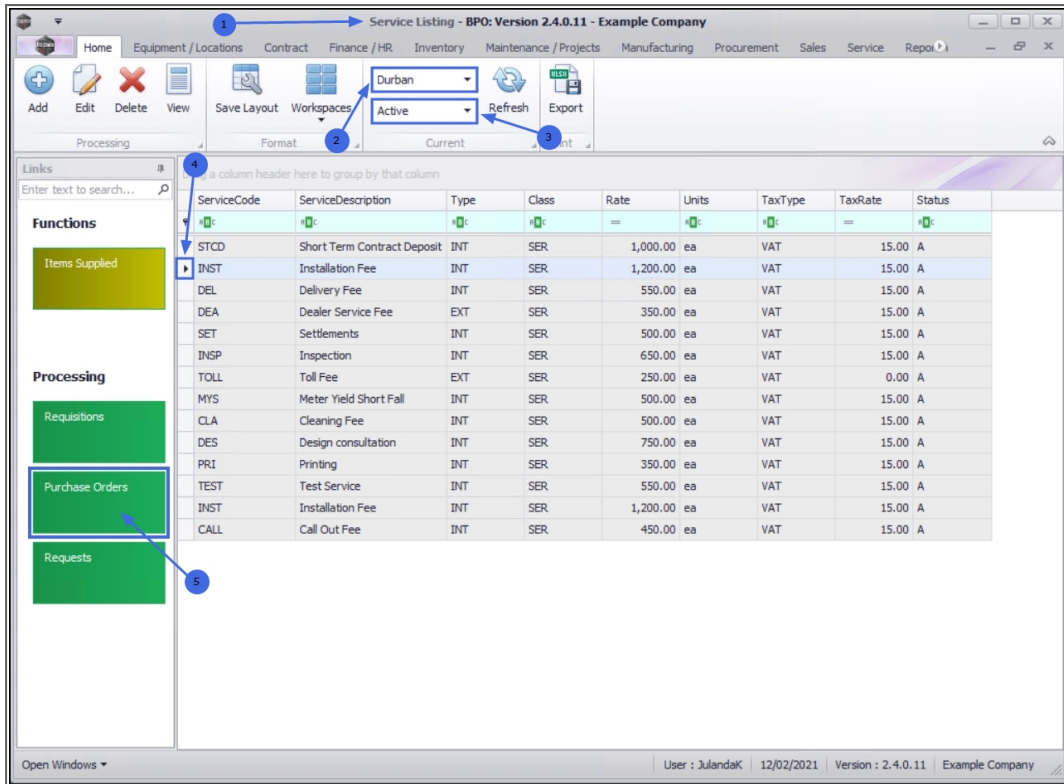 1
Service Listing - BPO: Version 2.4.0.11 - Example Company
Home Equipment / Locations Contract Finance / HR Inventory Maintenance / Projects Manufacturing Procurement Sales Service
Add Edit Delete View Save Layout Workspaces Durban Active Refresh Export
2 3
Processing Format Current
4
Links
Enter text to search...
a column header here to group by that column
ServiceCode ServiceDescription Type Class Rate Units TaxType TaxRate Status
Functions
Items Supplied
STCD Short Term Contract Deposit INT SER 1,000.00 ea VAT 15.00 A
INST Installation Fee INT SER 1,200.00 ea VAT 15.00 A
DEL Delivery Fee INT SER 550.00 ea VAT 15.00 A
DEA Dealer Service Fee EXT SER 350.00 ea VAT 15.00 A
SET Settlements INT SER 500.00 ea VAT 15.00 A
INSP Inspection INT SER 650.00 ea VAT 15.00 A
TOLL Toll Fee EXT SER 250.00 ea VAT 0.00 A
MYS Meter Yield Short Fall INT SER 500.00 ea VAT 15.00 A
CLA Cleaning Fee INT SER 500.00 ea VAT 15.00 A
DES Design consultation INT SER 750.00 ea VAT 15.00 A
PRI Printing INT SER 350.00 ea VAT 15.00 A
TEST Test Service INT SER 550.00 ea VAT 15.00 A
INST Installation Fee INT SER 1,200.00 ea VAT 15.00 A
CALL Call Out Fee INT SER 450.00 ea VAT 15.00 A
Processing
Requisitions
Purchase Orders
Requests
5
Open Windows User : JulandaK 12/02/2021 Version : 2.4.0.11 Example Company